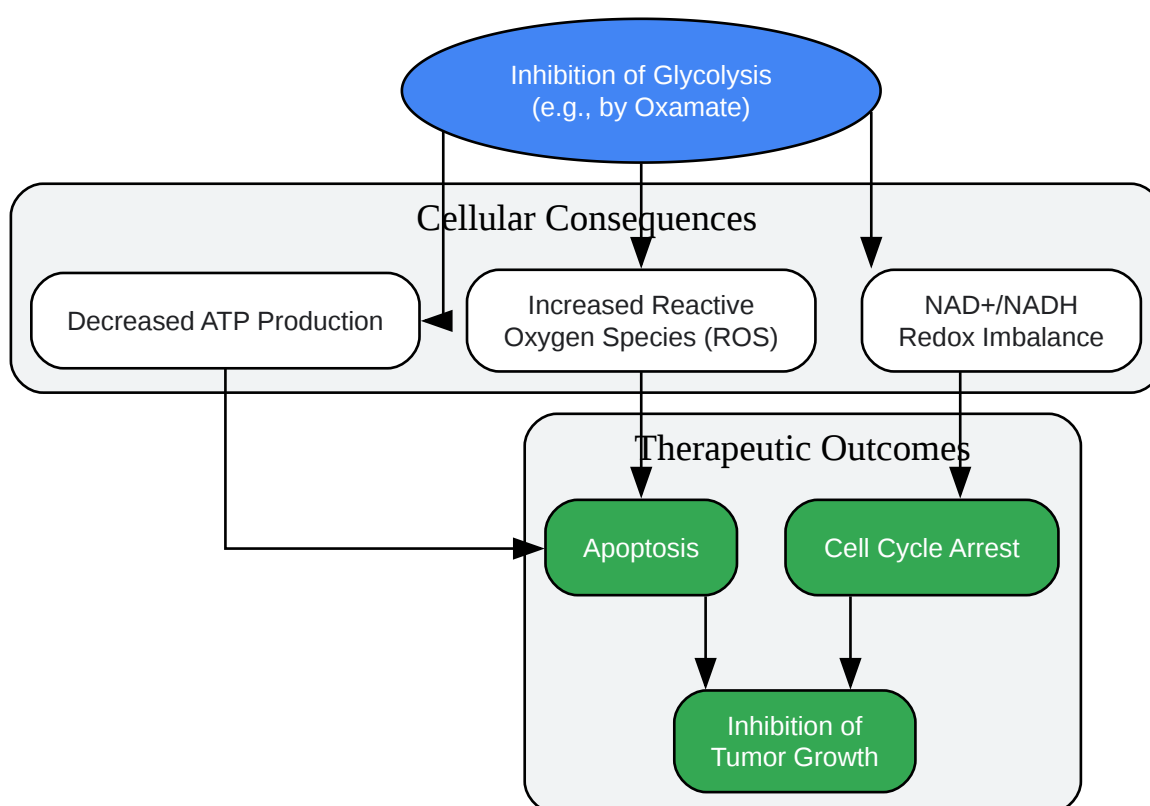 Inhibition of Glycolysis
(e.g., by Oxamate)
Cellular Consequences
Decreased ATP Production
Increased Reactive
Oxygen Species (ROS)
NAD+/NADH
Redox Imbalance
Therapeutic Outcomes
Apoptosis
Cell Cycle Arrest
Inhibition of
Tumor Growth